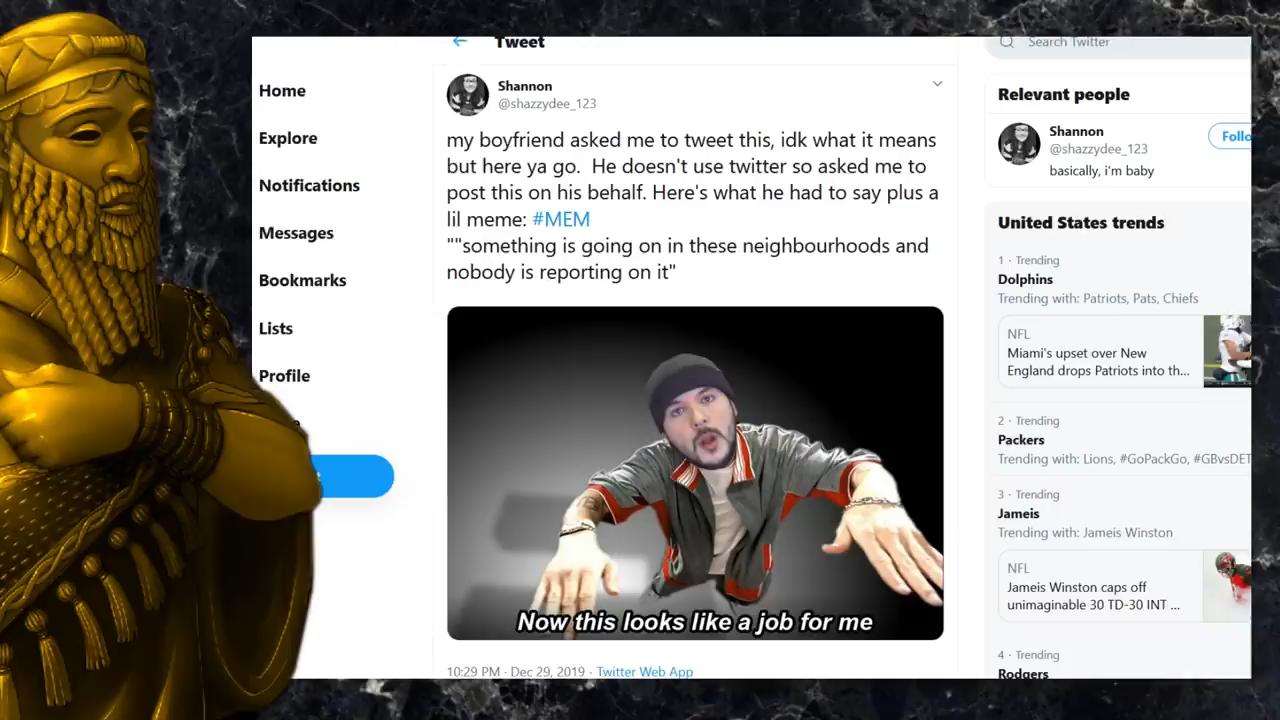 Tweet
Search Twitter
Home
Explore
Notifications
Messages
Bookmarks
Lists
Profile
Shannon
@shazzydee_123
my boyfriend asked me to tweet this, idk what it means
but here ya go.  He doesn't use twitter so asked me to
post this on his behalf. Here's what he had to say plus a
lil meme: #MEM
""something is going on in these neighbourhoods and
nobody is reporting on it"
Now this looks like a job for me
10:29 PM · Dec 29, 2019 · Twitter Web App
Relevant people
Shannon
@shazzydee_123
basically, i'm baby
Follo
United States trends
1 · Trending
Dolphins
Trending with: Patriots, Pats, Chiefs
NFL
Miami's upset over New
England drops Patriots into th...
2 · Trending
Packers
Trending with: Lions, #GoPackGo, #GBvsDET
3 · Trending
Jameis
Trending with: Jameis Winston
NFL
Jameis Winston caps off
unimaginable 30 TD-30 INT ...
4 · Trending
Rodgers